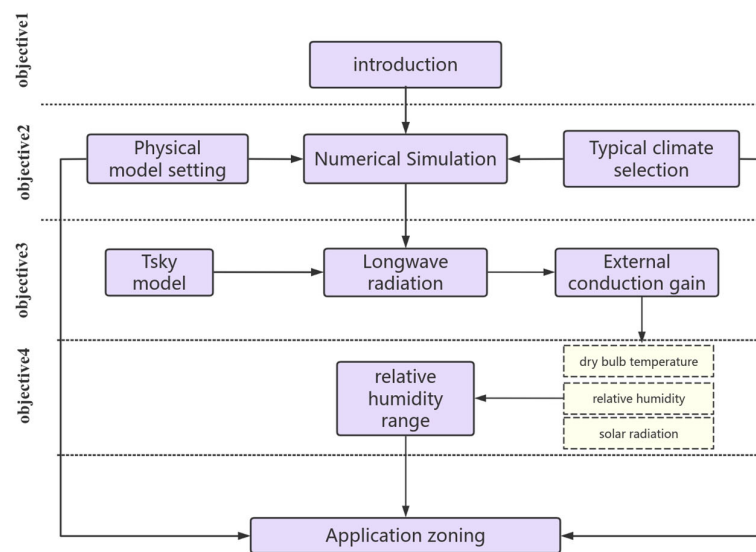 objective1
introduction
objective2
Physical
model setting
Numerical Simulation
Typical climate
selection
objective3
Tsky
model
Longwave
radiation
External
conduction gain
objective4
relative
humidity
range
dry bulb temperature
relative humidity
solar radiation
Application zoning